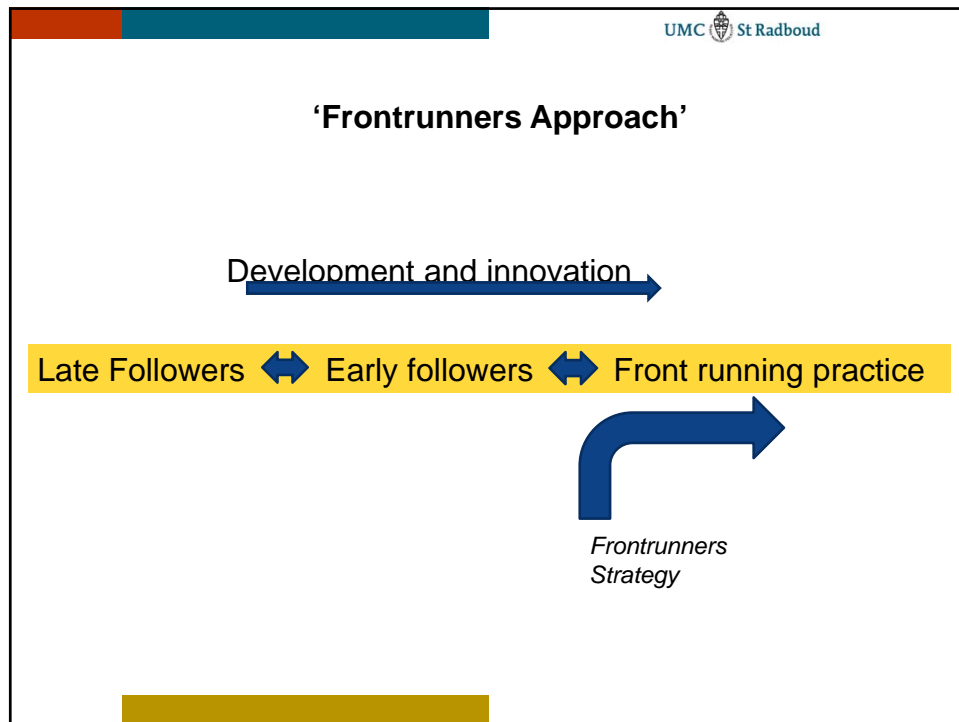 UMC St Radboud
‘Frontrunners Approach’
Development and innovation
Late Followers Early followers Front running practice
Frontrunners
Strategy